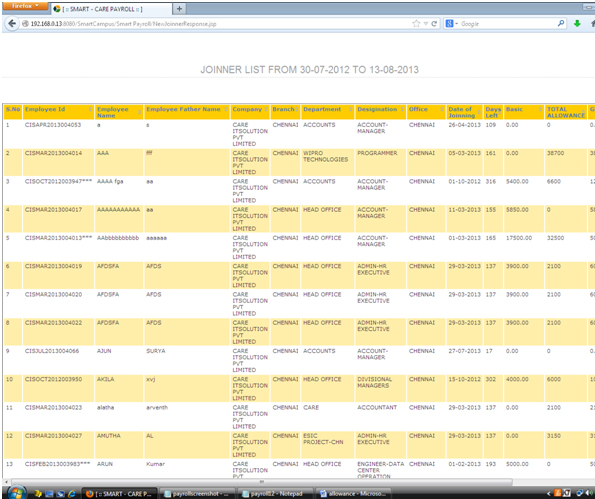 Firefox
[ :: SMART - CARE PAYROLL :: ]
192.168.0.13:8080/SmartCampus/Smart Payroll/New/JoinnerResponse.jsp
Google
JOINNER LIST FROM 30-07-2012 TO 13-08-2013
S.No Employee Id Employee Name Employee Father Name Company Branch Department Desigination Office Date of Joinning Days Left Basic TOTAL ALLOWANCE
1 CISAPR2013004053 a s CARE ITSOLUTION PVT LIMITED CHENNAI ACCOUNTS ACCOUNT-MANAGER CHENNAI 26-04-2013 109 0.00 0
2 CISMAR2013004014 AAA fff CARE ITSOLUTION PVT LIMITED CHENNAI WIPRO TECHNOLOGIES PROGRAMMER CHENNAI 05-03-2013 161 0.00 38700
3 CISOCT2012003947*** AAAA fga aa CARE ITSOLUTION PVT LIMITED CHENNAI ACCOUNTS ACCOUNT-MANAGER CHENNAI 01-10-2012 316 5400.00 6600
4 CISMAR2013004017 AAAAAAAAAAA aa CARE ITSOLUTION PVT LIMITED CHENNAI HEAD OFFICE ACCOUNT-MANAGER CHENNAI 11-03-2013 155 5850.00 0
5 CISMAR2013004013*** AAbbbbbbbbbb aaaaaa CARE ITSOLUTION PVT LIMITED CHENNAI HEAD OFFICE ACCOUNT-MANAGER CHENNAI 01-03-2013 165 17500.00 32500
6 CISMAR2013004019 AFDSFA AFDS CARE ITSOLUTION PVT LIMITED CHENNAI HEAD OFFICE ADMIN-HR EXECUTIVE CHENNAI 29-03-2013 137 3900.00 2100
7 CISMAR2013004020 AFDSFA AFDS CARE ITSOLUTION PVT LIMITED CHENNAI HEAD OFFICE ADMIN-HR EXECUTIVE CHENNAI 29-03-2013 137 3900.00 2100
8 CISMAR2013004022 AFDSFA AFDS CARE ITSOLUTION PVT LIMITED CHENNAI HEAD OFFICE ADMIN-HR EXECUTIVE CHENNAI 29-03-2013 137 3900.00 2100
9 CISJUL2013004066 AJUN SURYA CARE ITSOLUTION PVT LIMITED CHENNAI ACCOUNTS ACCOUNT-MANAGER CHENNAI 27-07-2013 17 0.00 0
10 CISOCT2012003950 AKILA xvj CARE ITSOLUTION PVT LIMITED CHENNAI HEAD OFFICE DIVISIONAL MANAGERS CHENNAI 15-10-2012 302 4000.00 6000
11 CISMAR2013004023 alatha arventh CARE ITSOLUTION PVT LIMITED CHENNAI CARE ACCOUNTANT CHENNAI 29-03-2013 137 0.00 2100
12 CISMAR2013004027 AMUTHA AL CARE ITSOLUTION PVT LIMITED CHENNAI ESIC PROJECT-CHN ADMIN-HR EXECUTIVE CHENNAI 29-03-2013 137 0.00 3150
13 CISFEB2013003983*** ARUN Kumar CARE ITSOLUTION PVT CHENNAI HEAD OFFICE ENGINEER-DATA CENTER OPERATION CHENNAI 01-02-2013 193 5000.00 0
[ :: SMART - CARE P... payrollscreenshot - ... payroll12 - Notepad allowance - Microso...